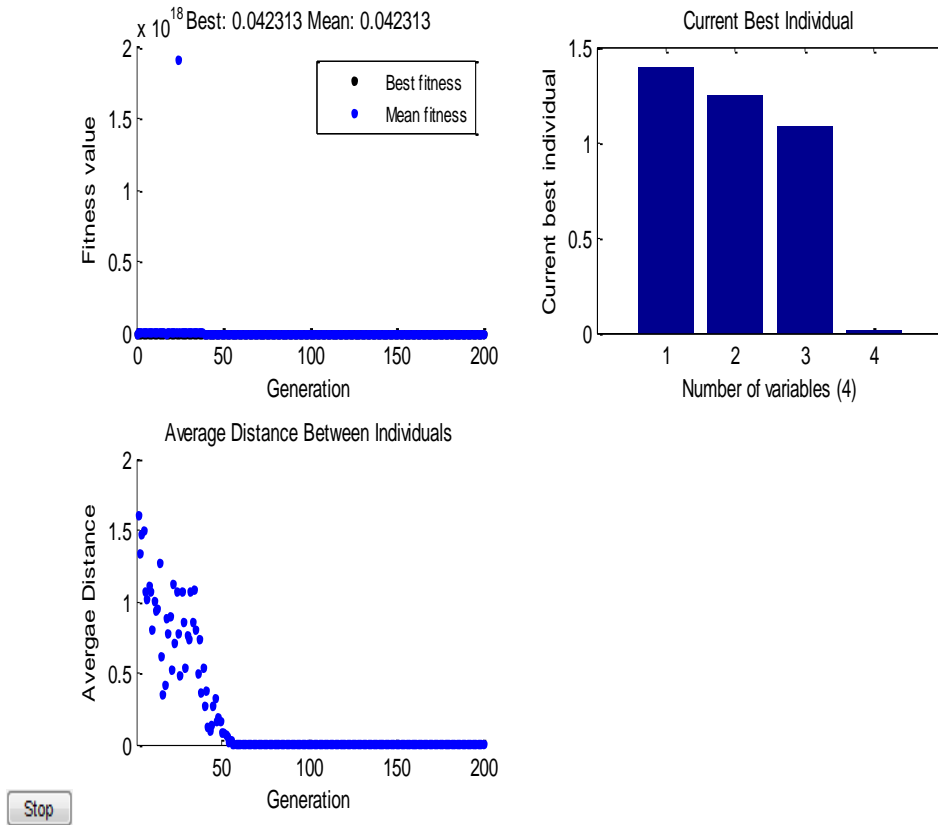 x 10^18 Best: 0.042313 Mean: 0.042313
2
1.5
1
0.5
0
Fitness value
Best fitness
Mean fitness
0 50 100 150 200
Generation
Current Best Individual
1.5
1
0.5
0
Current best individual
1 2 3 4
Number of variables (4)
Average Distance Between Individuals
2
1.5
1
0.5
0
Avergae Distance
50 100 150 200
Generation
Stop